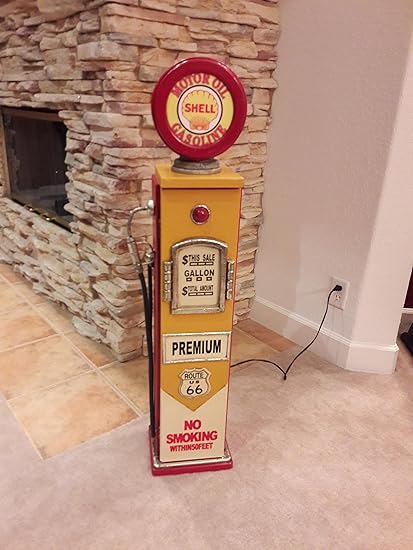 MOTOR OIL
SHELL
GASOLINE
$THIS SALE
GALLON
$TOTAL AMOUNT
PREMIUM
ROUTE
US
66
NO
SMOKING
WITHIN50FEET